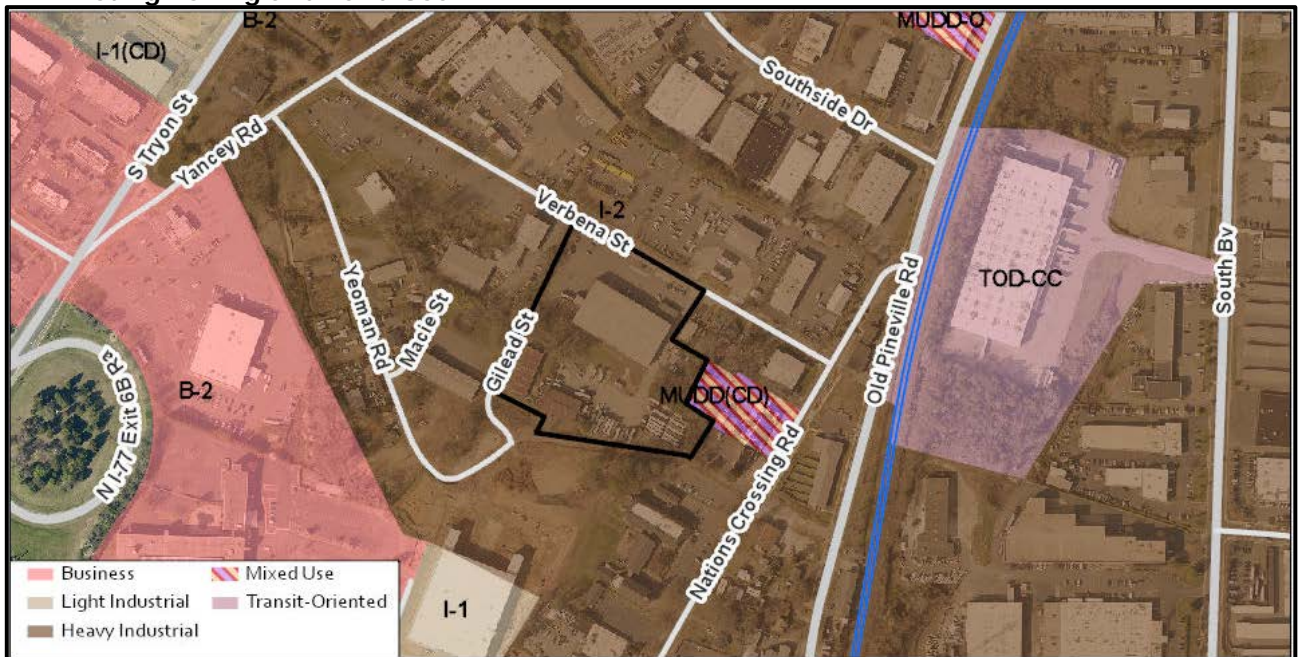 B-2
MUDD-O
I-1(CD)
S Tryon St
Yancey Rd
Southside Dr
I-2
Verbena St
Yeoman Rd
Macie St
Gilead St
Old Pineville Rd
TOD-CC
South Bv
B-2
N I-77 Exit 6B Ra
MUDD(CD)
Nations Crossing Rd
I-1
Business
Mixed Use
Light Industrial
Transit-Oriented
Heavy Industrial